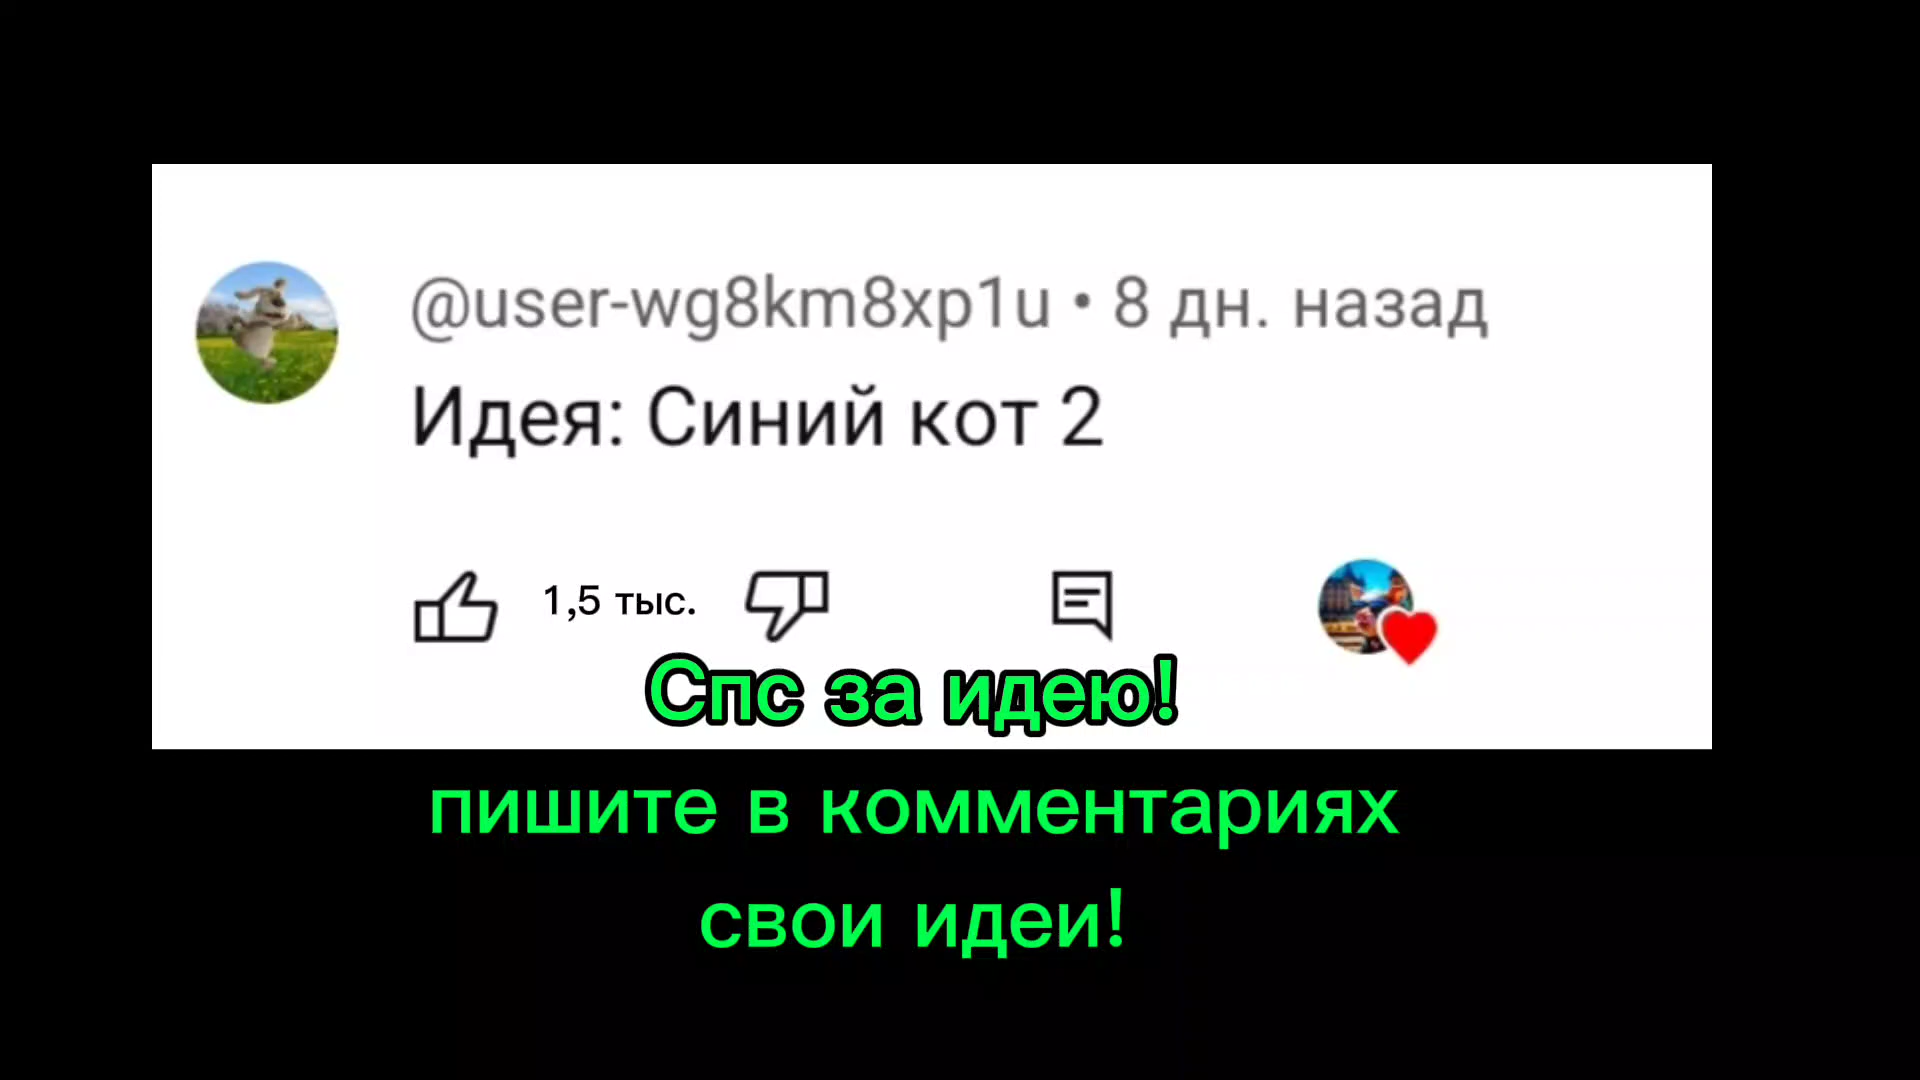 @user-wg8km8xp1u • 8 дн. назад
Идея: Синий кот 2
1,5 тыс.
Спс за идею!
пишите в комментариях
свои идеи!